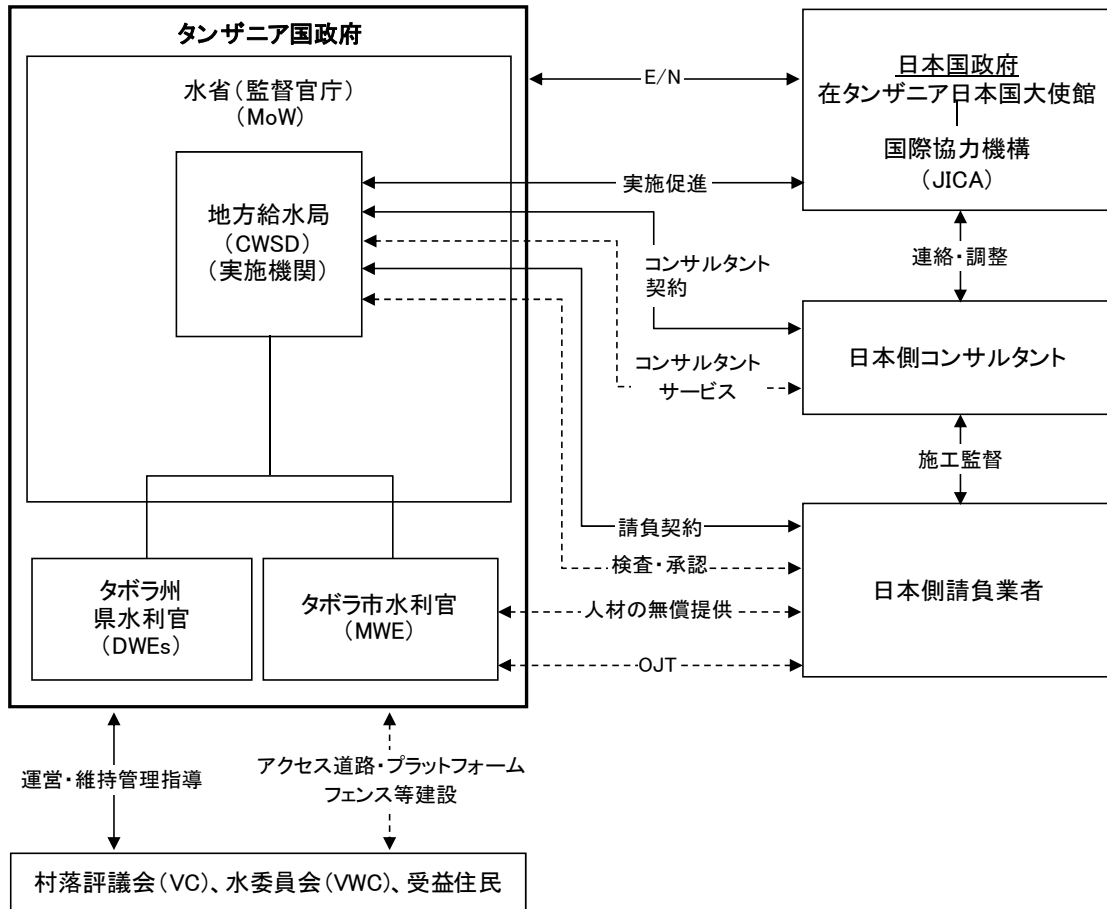 タンザニア国政府
水省（監督官庁）
（MoW）
地方給水局
（CWSD）
（実施機関）
タボラ州
県水利官
（DWEs）
タボラ市水利官
（MWE）
E/N
実施促進
コンサルタント
契約
コンサルタント
サービス
請負契約
検査・承認
人材の無償提供
OJT
日本国政府
在タンザニア日本国大使館
国際協力機構
（JICA）
連絡・調整
日本側コンサルタント
施工監督
日本側請負業者
運営・維持管理指導
アクセス道路・プラットフォーム
フェンス等建設
村落評議会（VC）、水委員会（VWC）、受益住民